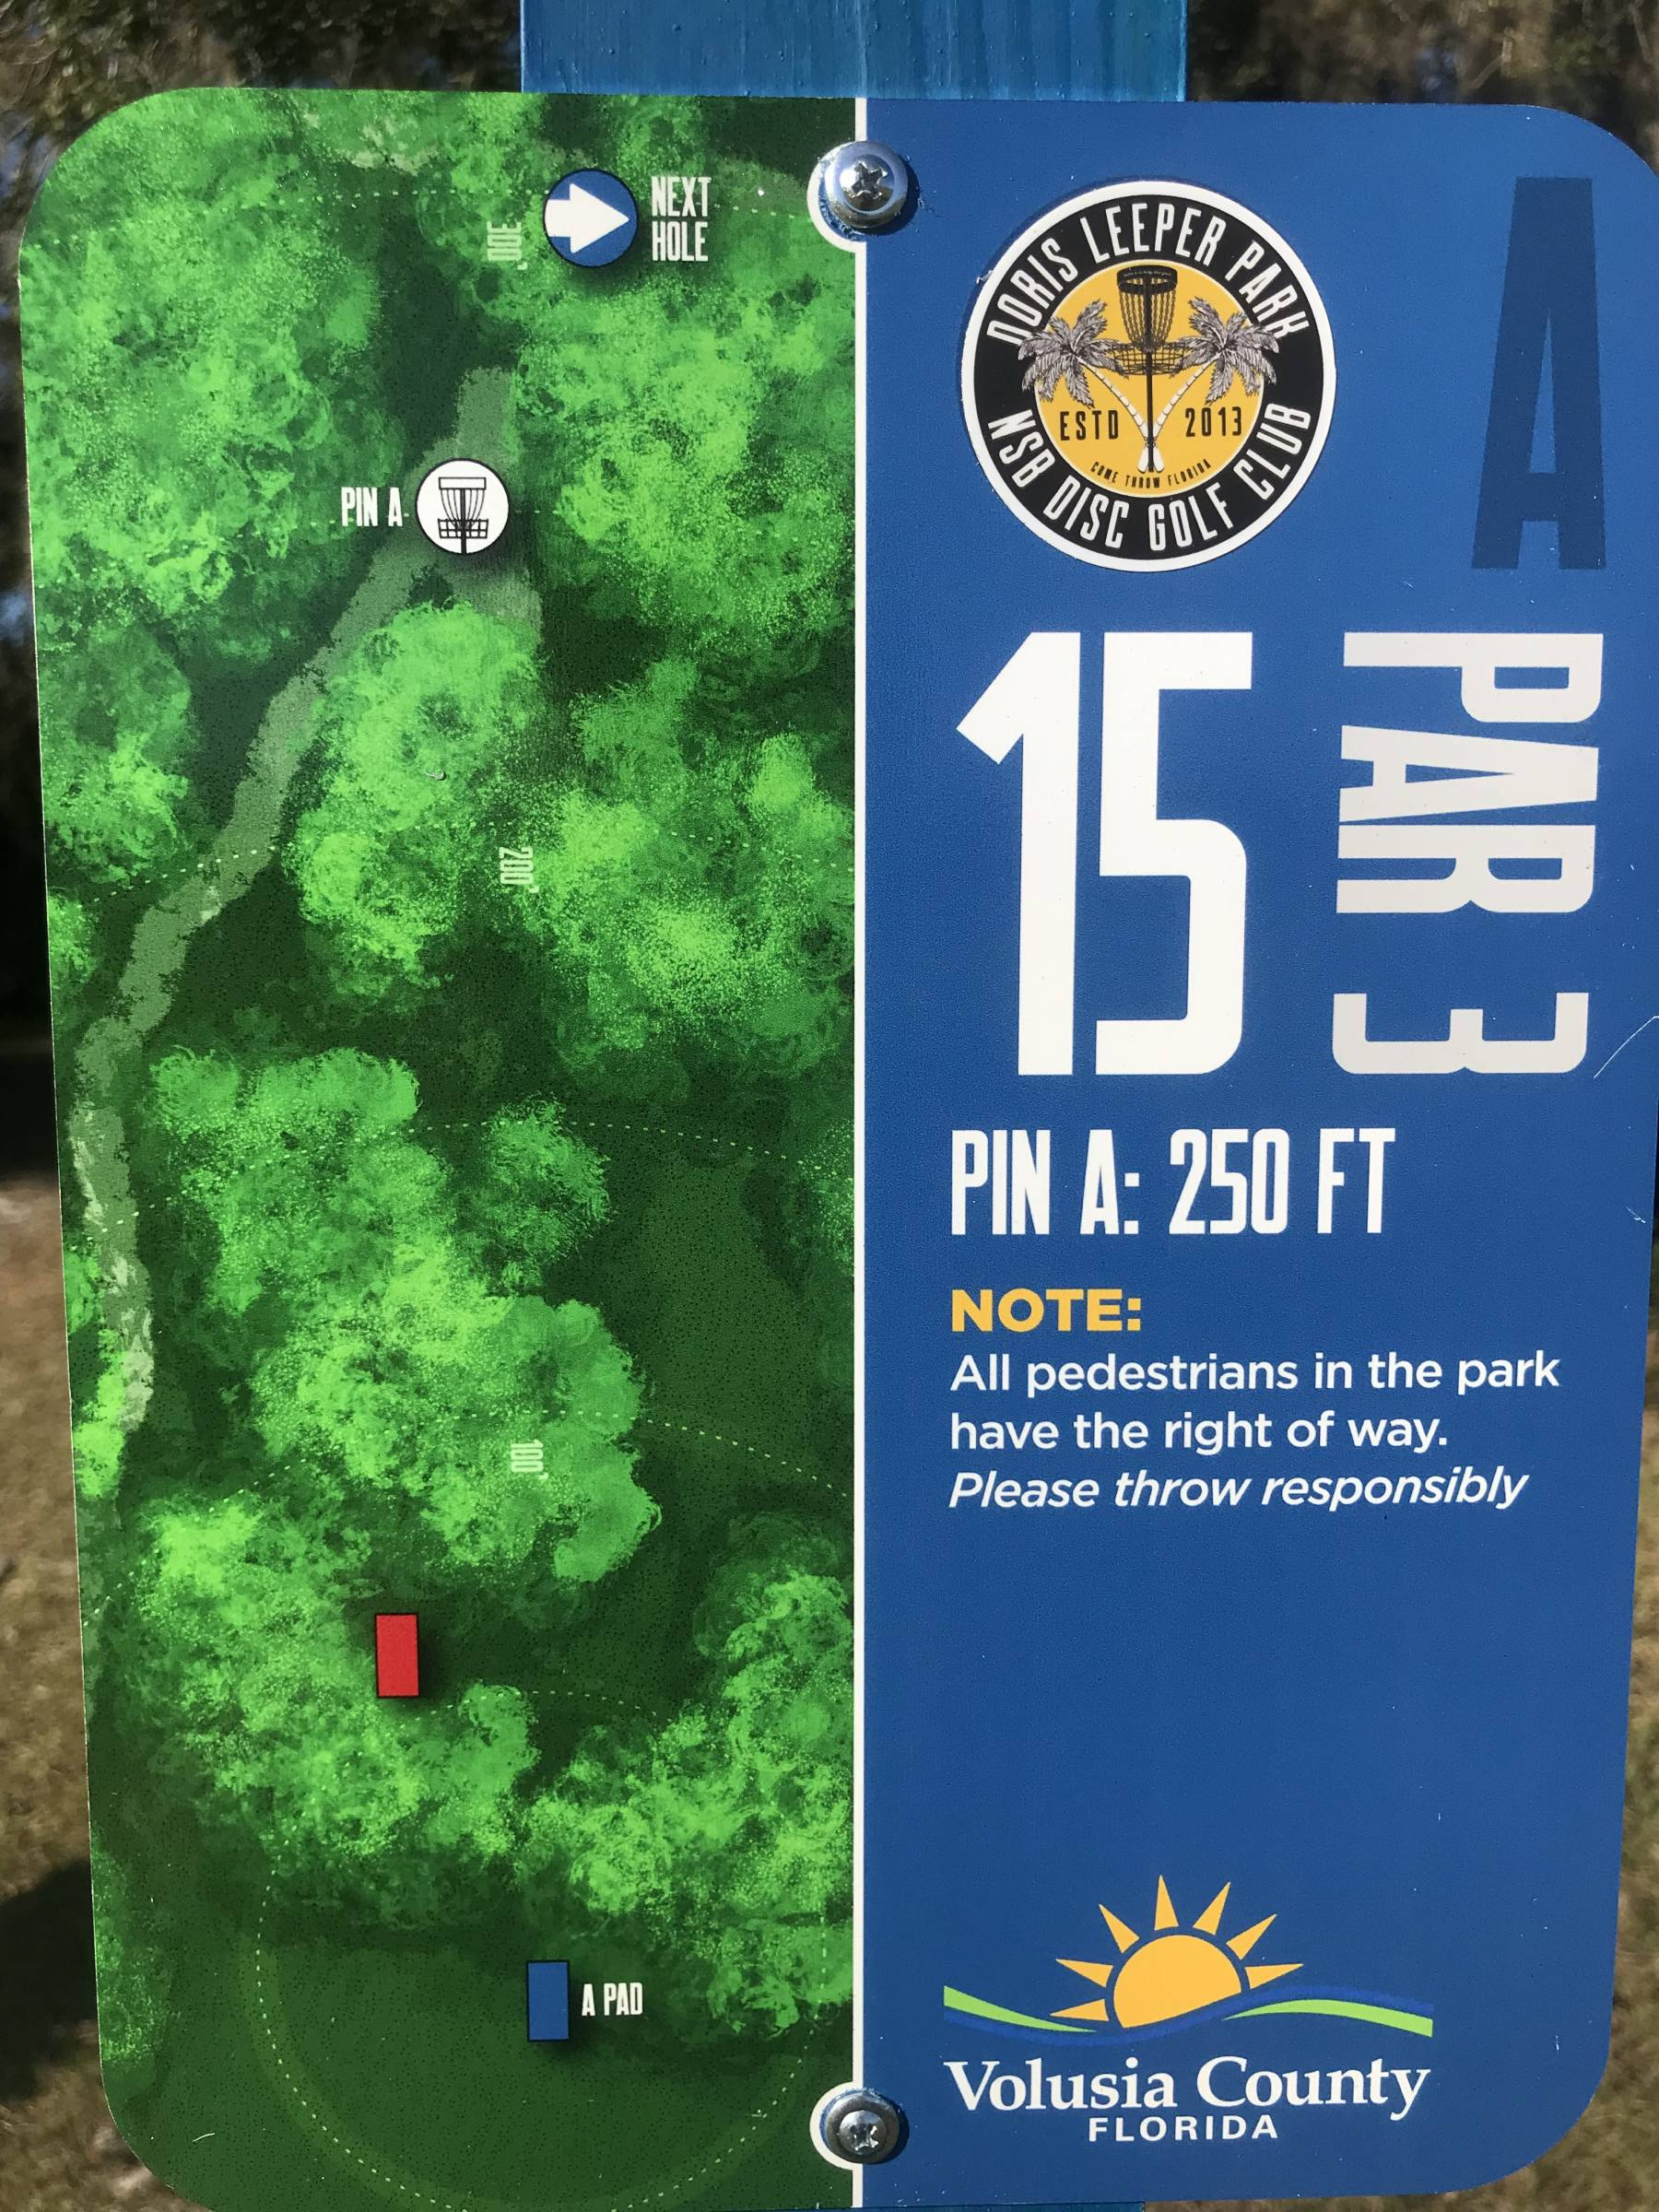 NEXT
HOLE
300'
PIN A
200'
100'
A PAD
DORIS LEEPER PARK
ESTD 2013
COME THROW FLORIDA
NSB DISC GOLF CLUB
A
15
PAR 3
PIN A: 250 FT
NOTE:
All pedestrians in the park
have the right of way.
Please throw responsibly
Volusia County
FLORIDA